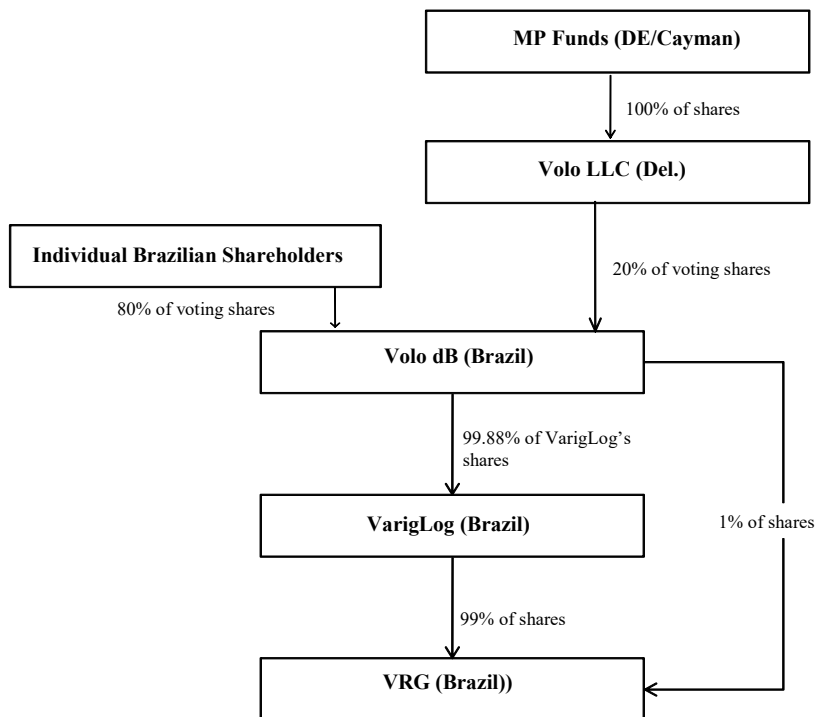 MP Funds (DE/Cayman)
100% of shares
Volo LLC (Del.)
Individual Brazilian Shareholders
20% of voting shares
80% of voting shares
Volo dB (Brazil)
99.88% of VarigLog’s
shares
VarigLog (Brazil)
1% of shares
99% of shares
VRG (Brazil))